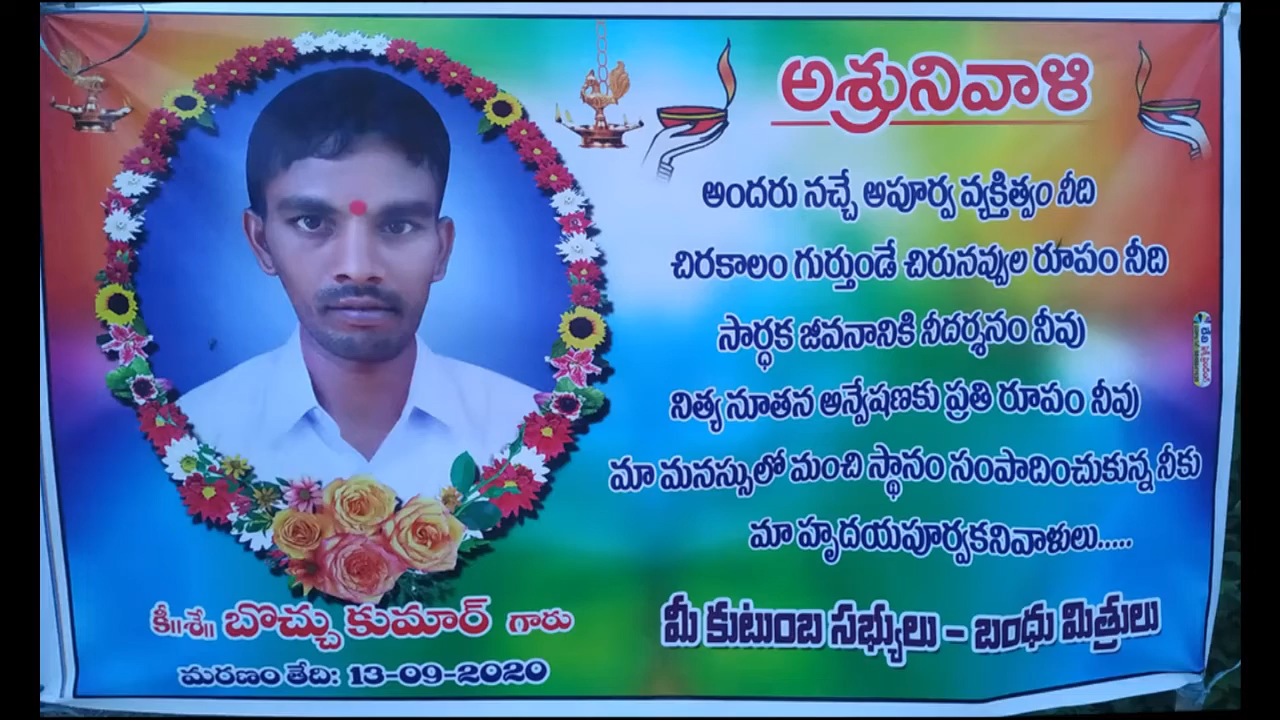 అశ్రునివాళి
అందరు నచ్చే అపూర్వ వ్యక్తిత్వం నీది
చిరకాలం గుర్తుండే చిరునవ్వుల రూపం నీది
సార్ధక జీవనానికి నీదర్శనం నీవు
నిత్య నూతన అన్వేషణకు ప్రతి రూపం నీవు
మా మనస్సులో మంచి స్థానం సంపాదించుకున్న నీకు
మా హృదయపూర్వకనివాళులు.....
మీ కుటుంబ సభ్యులు - బంధు మిత్రులు
కీ॥శే॥ బొచ్చు కుమార్ గారు
మరణం తేది: 13-09-2020